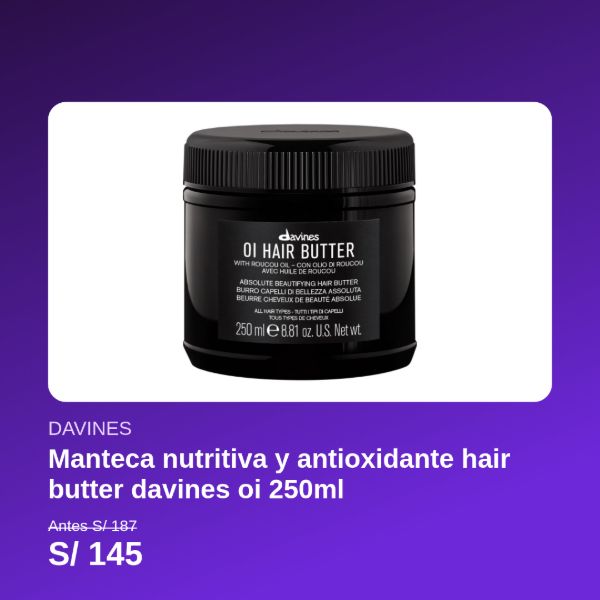 davines
OI HAIR BUTTER
WITH ROUCOU OIL – CON OLIO DI ROUCOU
AVEC HUILE DE ROUCOU
ABSOLUTE BEAUTIFYING HAIR BUTTER
BURRO CAPELLI DI BELLEZZA ASSOLUTA
BEURRE CHEVEUX DE BEAUTÉ ABSOLUE
ALL HAIR TYPES - TUTTI I TIPI DI CAPELLI
TOUS TYPES DE CHEVEUX
250 ml ℮ 8.81 oz. U.S. Net wt
DAVINES
Manteca nutritiva y antioxidante hair
butter davines oi 250ml
Antes S/ 187
S/ 145